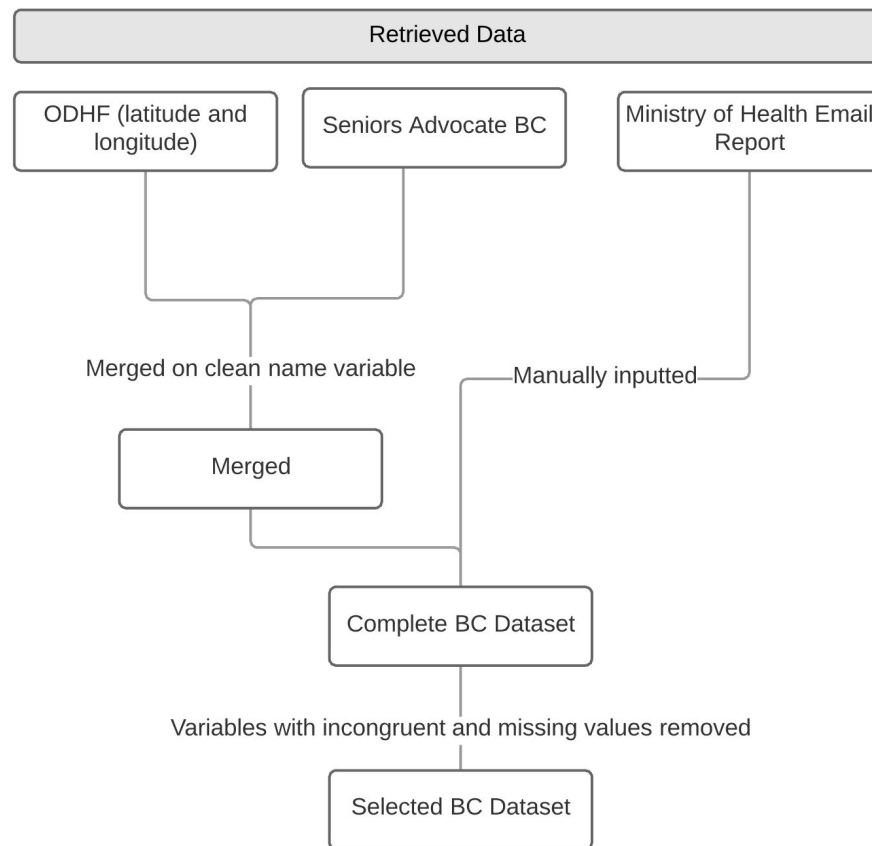 Retrieved Data
ODHF (latitude and
longitude)
Seniors Advocate BC
Ministry of Health Email
Report
Merged on clean name variable
Manually inputted
Merged
Complete BC Dataset
Variables with incongruent and missing values removed
Selected BC Dataset